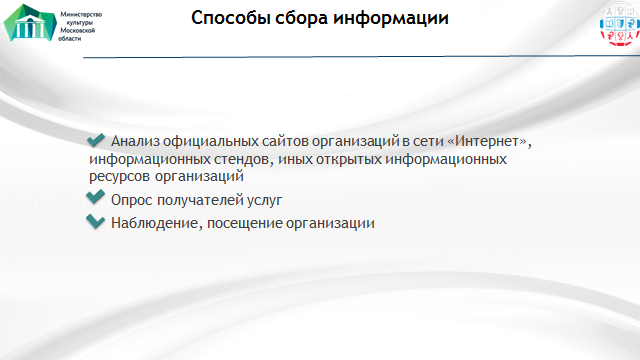 Министерство
культуры
Московской
области
Способы сбора информации
Анализ официальных сайтов организаций в сети «Интернет»,
информационных стендов, иных открытых информационных
ресурсов организаций
Опрос получателей услуг
Наблюдение, посещение организации